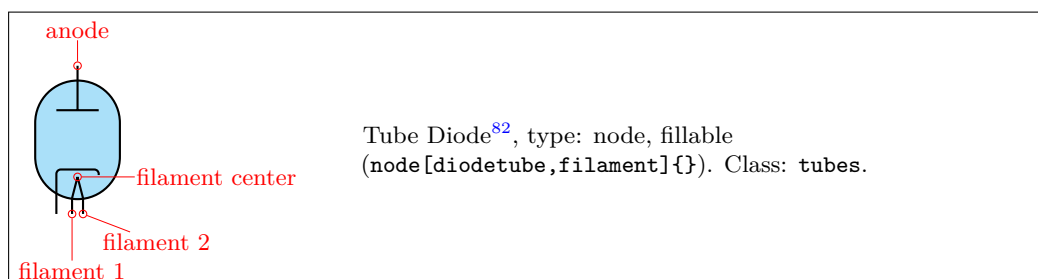 anode
Tube Diode82, type: node, fillable
(node[diodetube,filament]{}). Class: tubes.
filament center
filament 2
filament 1